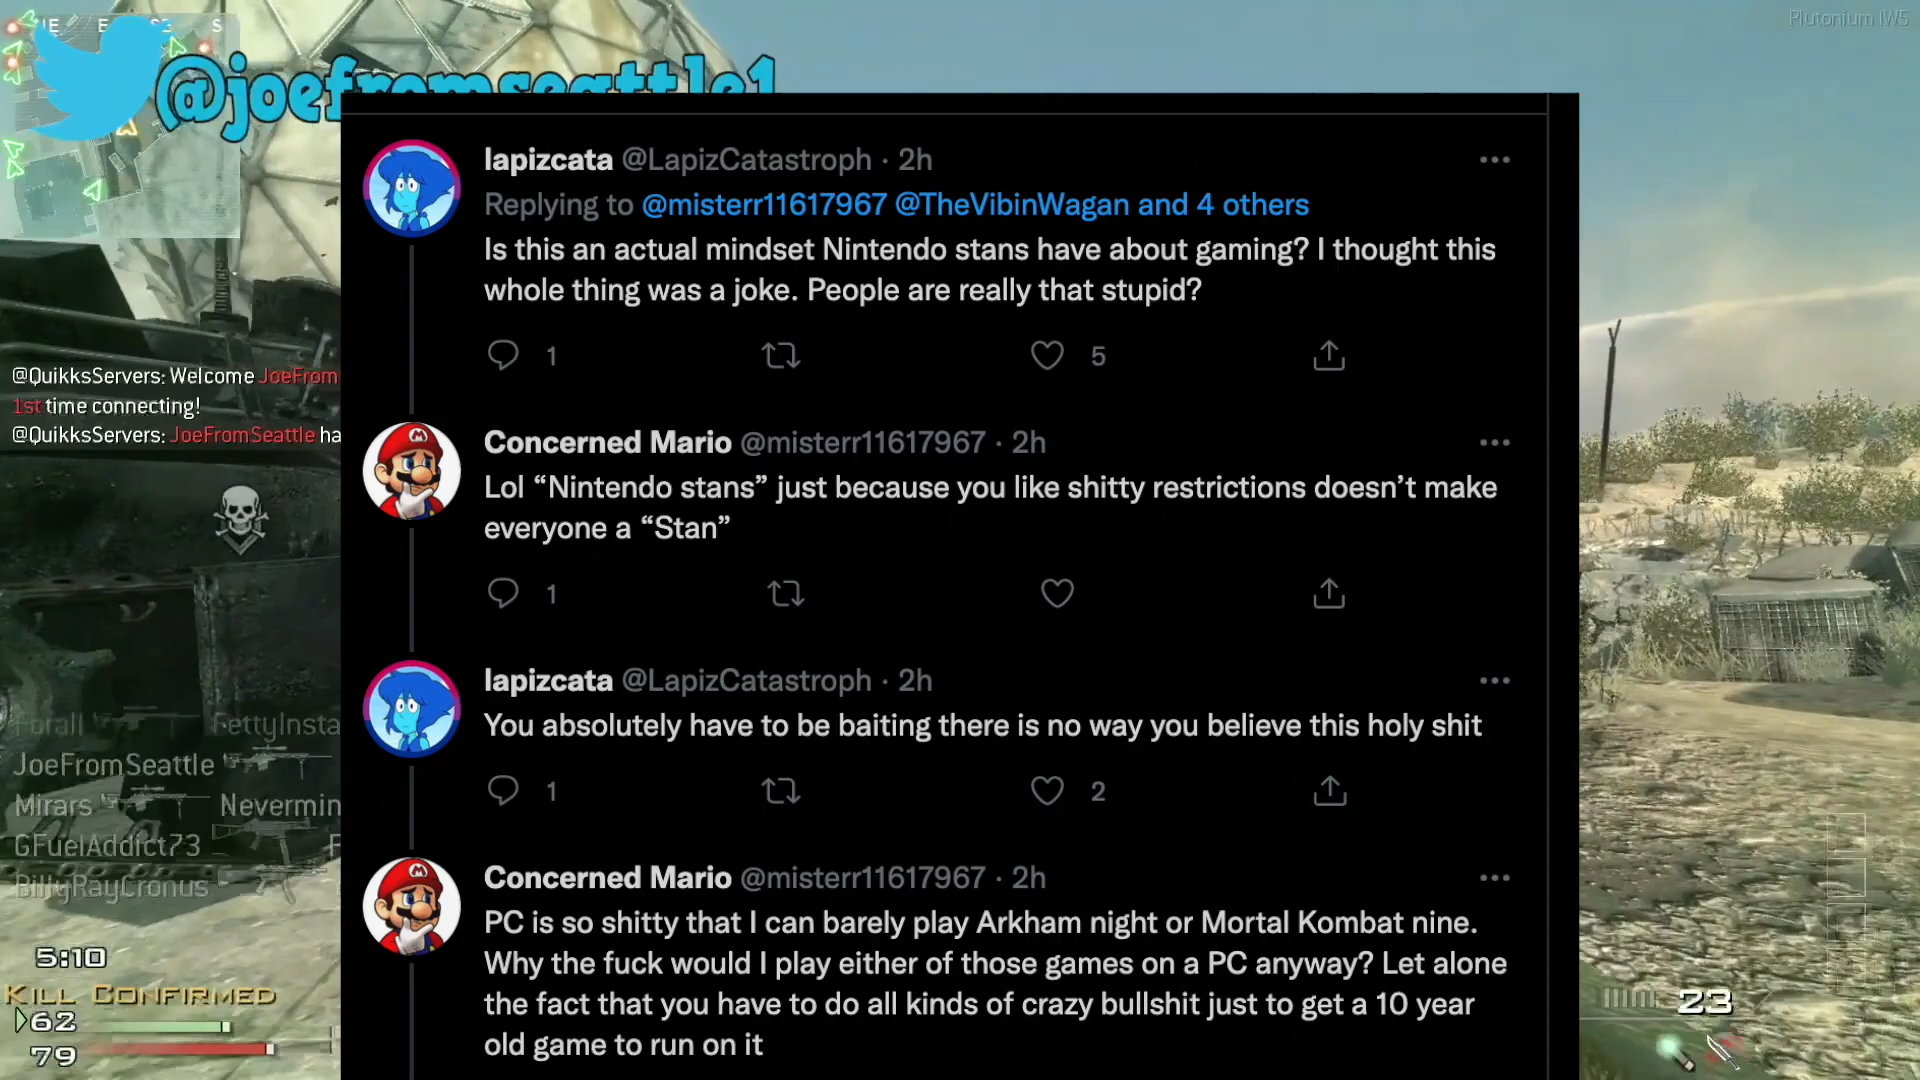 Plutonium IW5
@joefromseattle1
lapizcata @LapizCatastroph · 2h
Replying to @misterr11617967 @TheVibinWagan and 4 others
Is this an actual mindset Nintendo stans have about gaming? I thought this
whole thing was a joke. People are really that stupid?
1
5
@QuikksServers: Welcome JoeFrom
1st time connecting!
@QuikksServers: JoeFromSeattle ha
Concerned Mario @misterr11617967 · 2h
Lol “Nintendo stans” just because you like shitty restrictions doesn’t make
everyone a “Stan”
1
lapizcata @LapizCatastroph · 2h
You absolutely have to be baiting there is no way you believe this holy shit
1
2
Forall FettyInsta
JoeFromSeattle
Mirars Nevermin
GFuelAddict73 F
BillyRayCronus
Concerned Mario @misterr11617967 · 2h
PC is so shitty that I can barely play Arkham night or Mortal Kombat nine.
Why the fuck would I play either of those games on a PC anyway? Let alone
the fact that you have to do all kinds of crazy bullshit just to get a 10 year
old game to run on it
5:10
KILL CONFIRMED
62
79
23